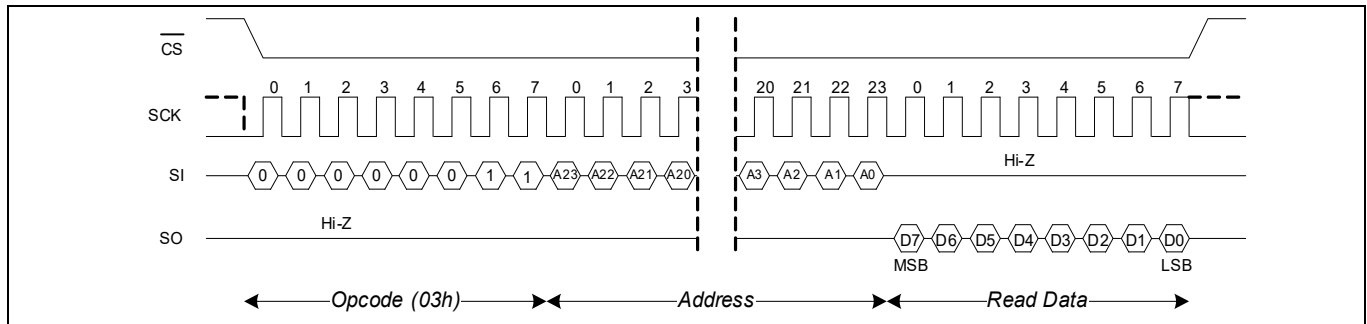 CS
0 1 2 3 4 5 6 7 0 1 2 3 20 21 22 23 0 1 2 3 4 5 6 7
SCK
Hi-Z
SI 0 0 0 0 0 0 1 1 A23 A22 A21 A20 A3 A2 A1 A0
Hi-Z
SO D7 D6 D5 D4 D3 D2 D1 D0
MSB LSB
Opcode (03h) Address Read Data